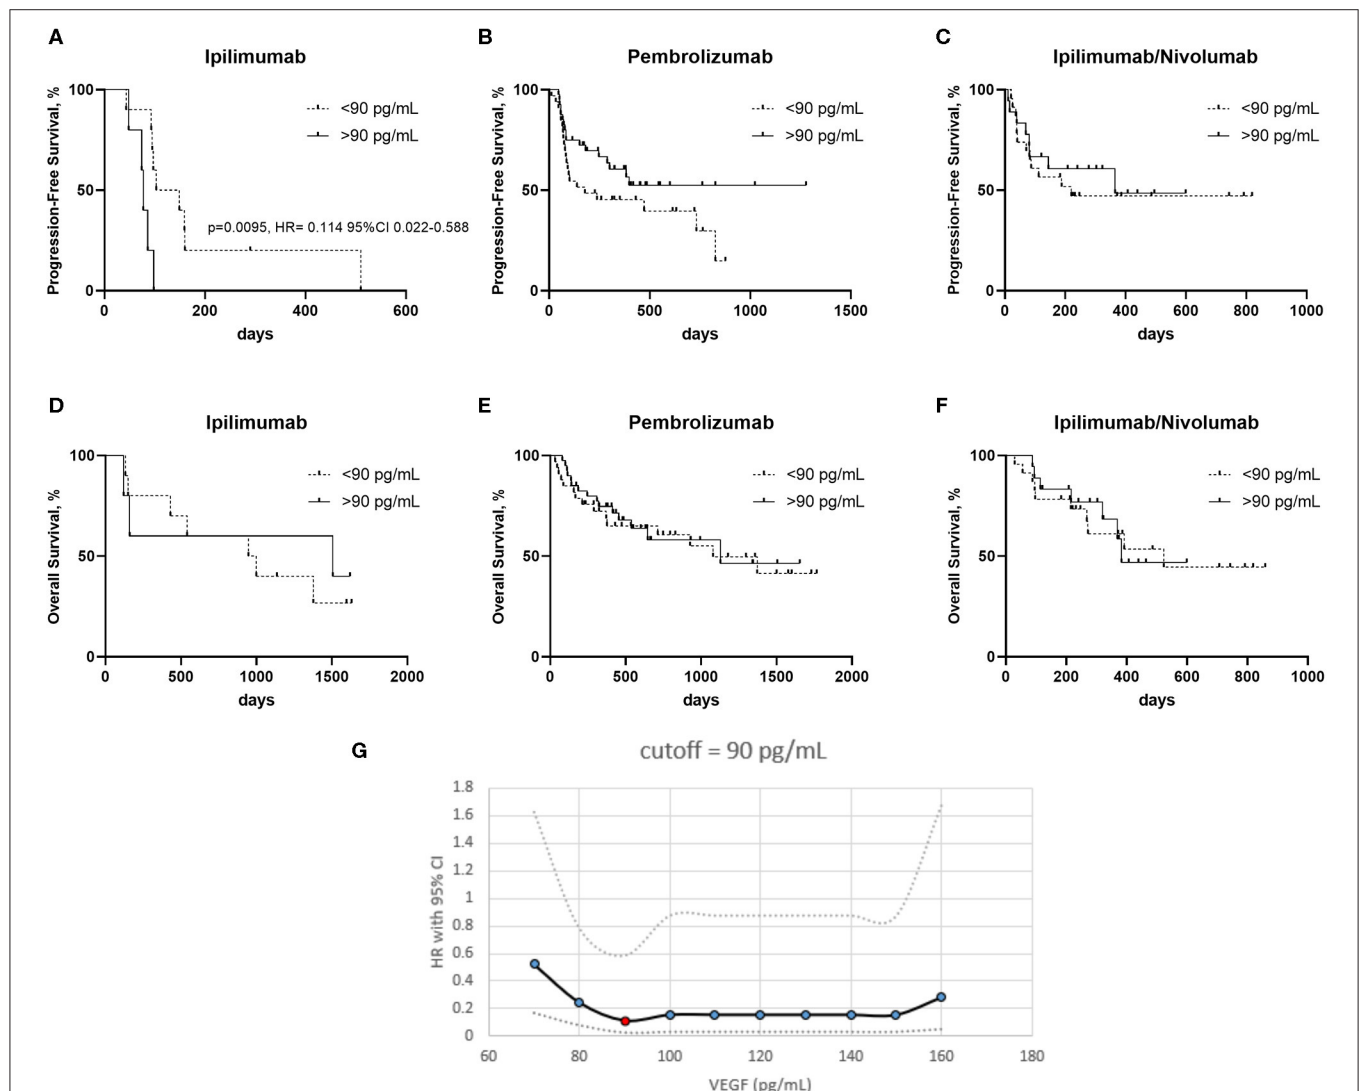 A
Ipilimumab
Progression-Free Survival, %
100
50
0
0 200 400 600
days
<90 pg/mL
>90 pg/mL
p=0.0095, HR= 0.114 95%CI 0.022-0.588
B
Pembrolizumab
Progression-Free Survival, %
100
50
0
0 500 1000 1500
days
<90 pg/mL
>90 pg/mL
C
Ipilimumab/Nivolumab
Progression-Free Survival, %
100
50
0
0 200 400 600 800 1000
days
<90 pg/mL
>90 pg/mL
D
Ipilimumab
Overall Survival, %
100
50
0
0 500 1000 1500 2000
days
<90 pg/mL
>90 pg/mL
E
Pembrolizumab
Overall Survival, %
100
50
0
0 500 1000 1500 2000
days
<90 pg/mL
>90 pg/mL
F
Ipilimumab/Nivolumab
Overall Survival, %
100
50
0
0 200 400 600 800 1000
days
<90 pg/mL
>90 pg/mL
G
cutoff = 90 pg/mL
HR with 95% CI
1.8
1.6
1.4
1.2
1
0.8
0.6
0.4
0.2
0
60 80 100 120 140 160 180
VEGF (pg/mL)